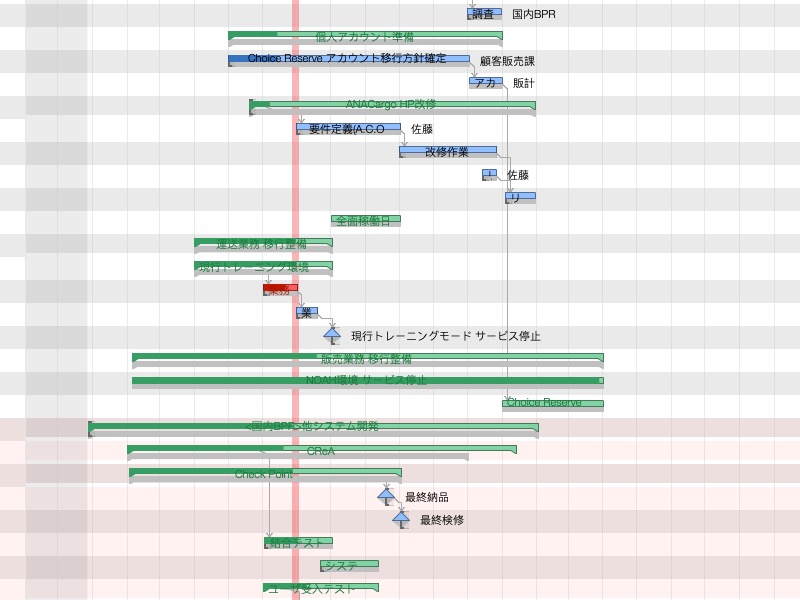 調査 国内BPR
個人アカウント準備
Choice Reserve アカウント移行方針確定 顧客販売課
アカ 販計
ANACargo HP改修
要件定義(A.C.O 佐藤
改修作業
佐藤
リ
全面稼働日
運送業務 移行整備
現行トレーニング環境
業務
業
現行トレーニングモード サービス停止
販売業務 移行整備
NOAH環境 サービス停止
Choice Reserve
<国内BPR>他システム開発
CReA
Check Point
最終納品
最終検修
結合テスト
システ
ユーザ受入テスト